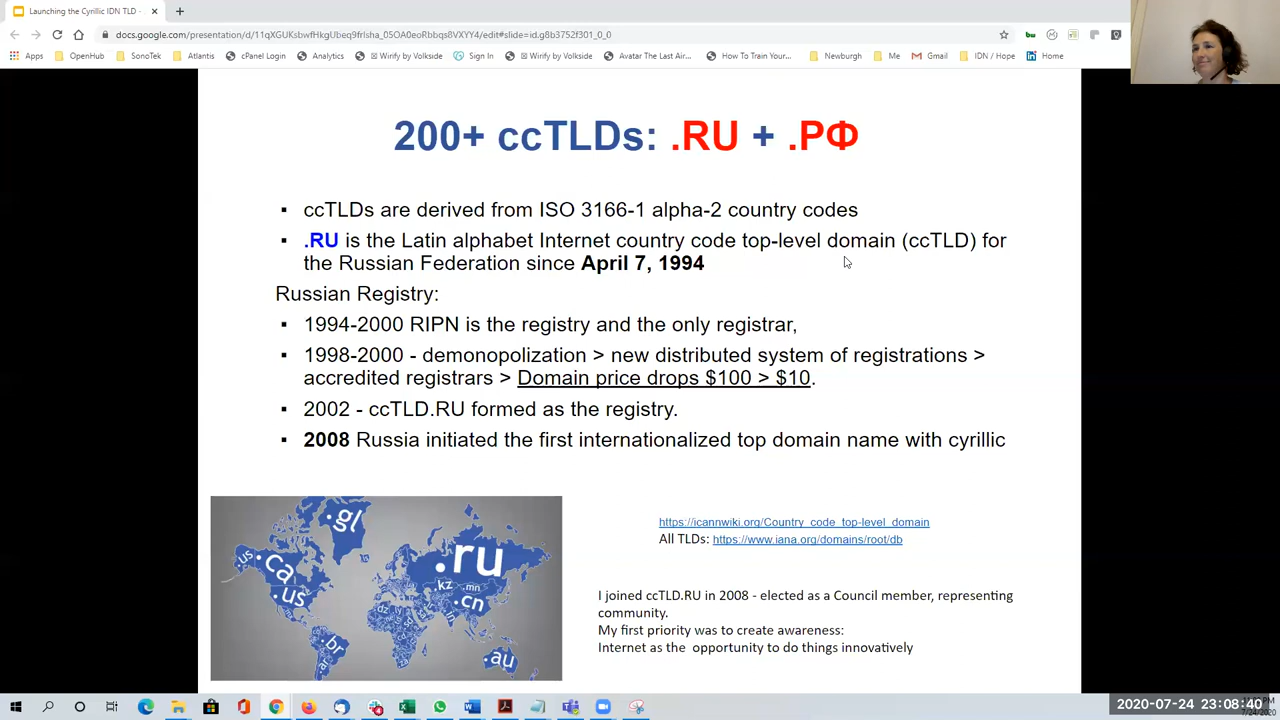 Launching the Cyrillic IDN TLD
docs.google.com/presentation/d/11qXGUKsbwfHkgUbeq9frisha_05OA0eoRbbqs8VXYY4/edit#slide=id.g8b3752f301_0_0
Apps OpenHub SonoTek Atlantis cPanel Login Analytics Wirify by Volkside Sign In Wirify by Volkside Avatar The Last Air... How To Train Your... Newburgh Me Gmail IDN / Hope Home
200+ ccTLDs: .RU + .РФ
▪ ccTLDs are derived from ISO 3166-1 alpha-2 country codes
▪ .RU is the Latin alphabet Internet country code top-level domain (ccTLD) for
the Russian Federation since April 7, 1994
Russian Registry:
▪ 1994-2000 RIPN is the registry and the only registrar,
▪ 1998-2000 - demonopolization > new distributed system of registrations >
accredited registrars > Domain price drops $100 > $10.
▪ 2002 - ccTLD.RU formed as the registry.
▪ 2008 Russia initiated the first internationalized top domain name with cyrillic
.gl
.us
.ca
.us
.br
.ru
.kz
.mn
.cn
.in
dz
.au
https://icannwiki.org/Country_code_top-level_domain
All TLDs: https://www.iana.org/domains/root/db
I joined ccTLD.RU in 2008 - elected as a Council member, representing
community.
My first priority was to create awareness:
Internet as the opportunity to do things innovatively
2020-07-24 23:08:40